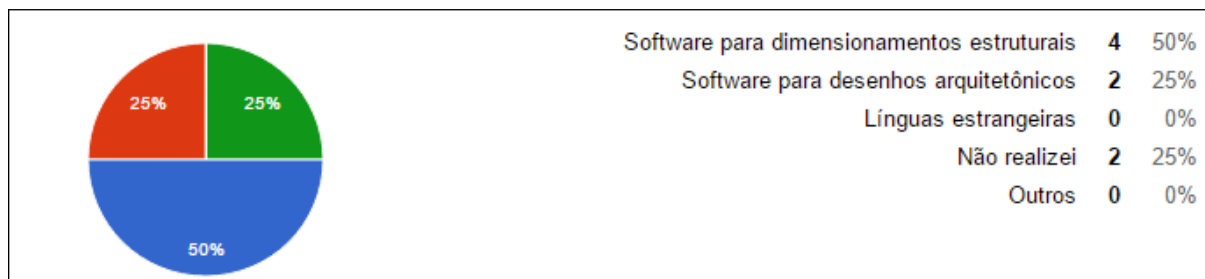 25%
25%
50%
Software para dimensionamentos estruturais 4 50%
Software para desenhos arquitetônicos 2 25%
Línguas estrangeiras 0 0%
Não realizei 2 25%
Outros 0 0%